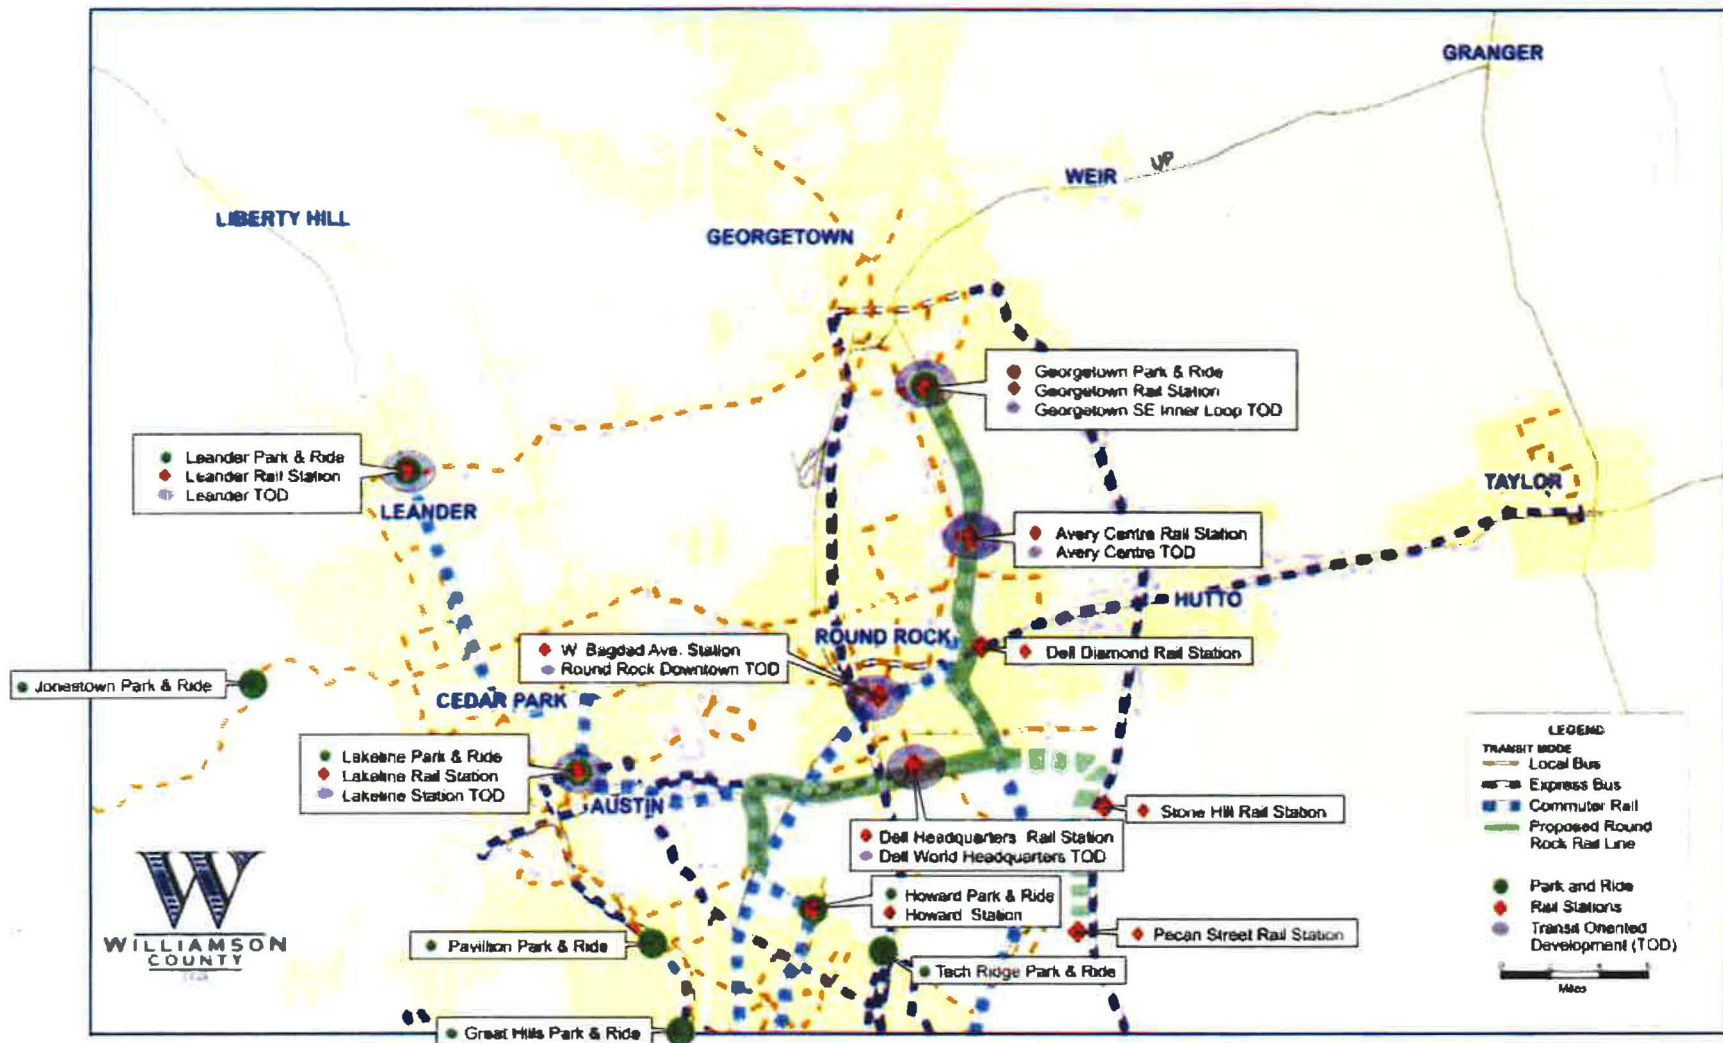 GRANGER
UP
WEIR
LIBERTY HILL
GEORGETOWN
Georgetown Park & Ride
Georgetown Rail Station
Georgetown SE Inner Loop TOD
Leander Park & Ride
Leander Rail Station
Leander TOD
LEANDER
TAYLOR
Avery Centre Rail Station
Avery Centre TOD
HUTTO
ROUND ROCK
W. Bagdad Ave. Station
Round Rock Downtown TOD
Dell Diamond Rail Station
Jonestown Park & Ride
CEDAR PARK
Lakeline Park & Ride
Lakeline Rail Station
Lakeline Station TOD
AUSTIN
Stone Hill Rail Station
Dell Headquarters Rail Station
Dell World Headquarters TOD
Howard Park & Ride
Howard Station
Pavillion Park & Ride
Pecan Street Rail Station
Tech Ridge Park & Ride
Great Hills Park & Ride
WILLIAMSON
COUNTY
LEGEND
TRANSIT MODE
Local Bus
Express Bus
Commuter Rail
Proposed Round
Rock Rail Line
Park and Ride
Rail Stations
Transit Oriented
Development (TOD)
Miles